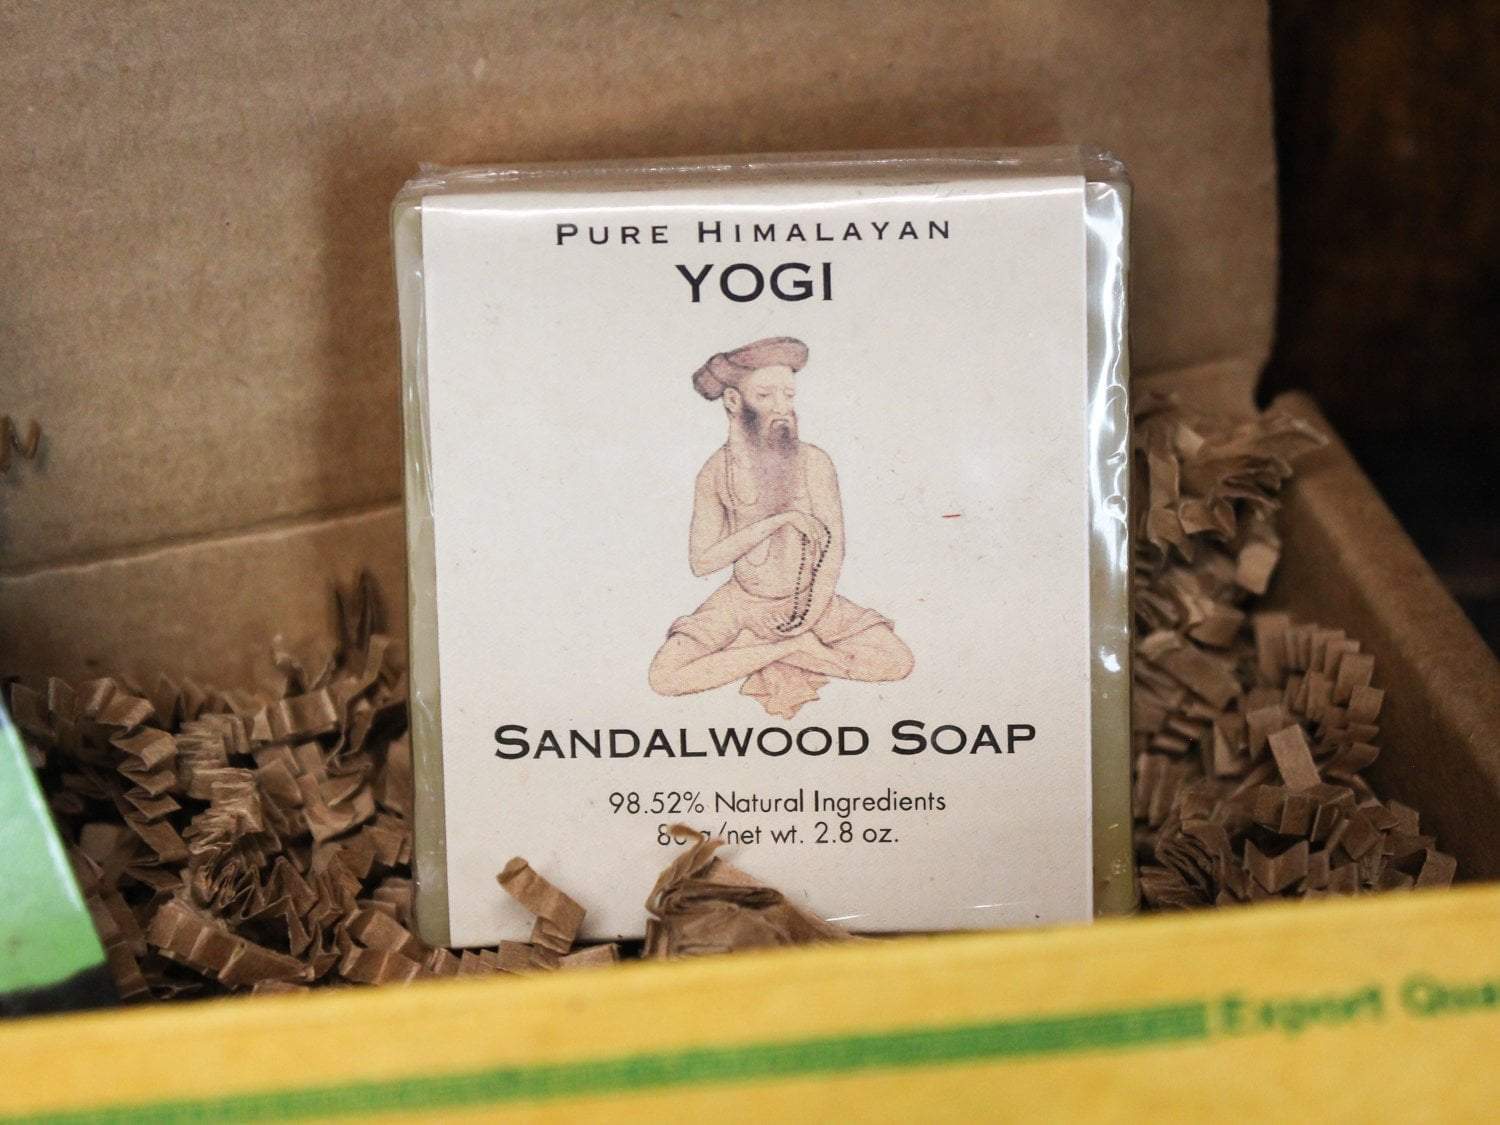 PURE HIMALAYAN
YOGI
SANDALWOOD SOAP
98.52% Natural Ingredients
g/net wt. 2.8 oz.
Export